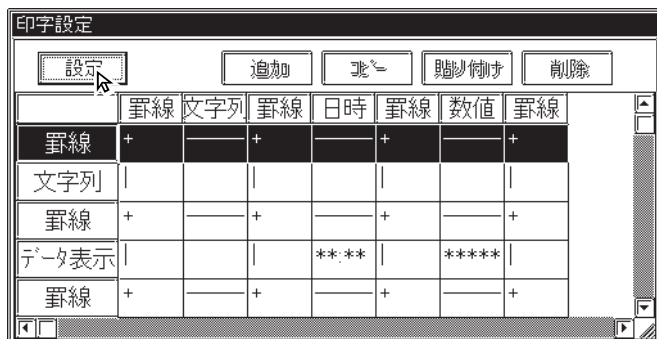 印字設定
設定 追加 ｺﾋﾟｰ 貼り付け 削除
罫線 文字列 罫線 日時 罫線 数値 罫線
罫線 + ─── + ─── + ─── +
文字列 | | | |
罫線 + ─── + ─── + ─── +
ﾃﾞｰﾀ表示 | | **:** | ***** |
罫線 + ─── + ─── + ─── +